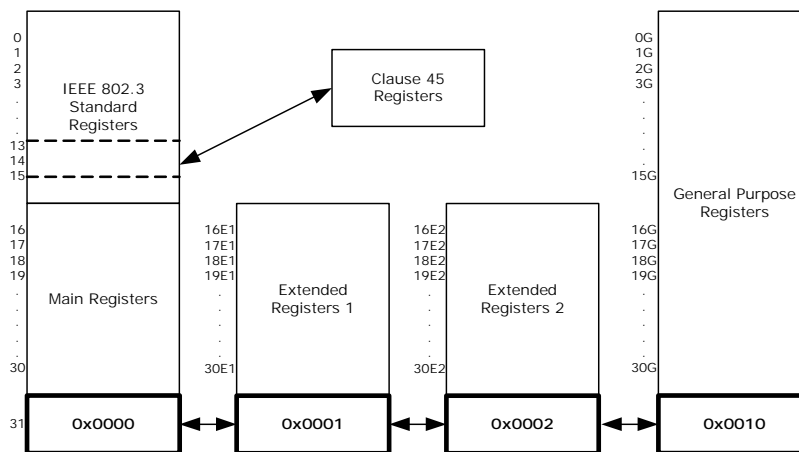 0
1
2
3
.
.
.
13
14
15
IEEE 802.3
Standard
Registers
Clause 45
Registers
16
17
18
19
.
.
.
.
.
30
Main Registers
16E1
17E1
18E1
19E1
.
.
.
.
.
30E1
Extended
Registers 1
16E2
17E2
18E2
19E2
.
.
.
.
.
30E2
Extended
Registers 2
0G
1G
2G
3G
.
.
.
.
.
15G
16G
17G
18G
19G
.
.
.
.
.
30G
General Purpose
Registers
31
0x0000
0x0001
0x0002
0x0010